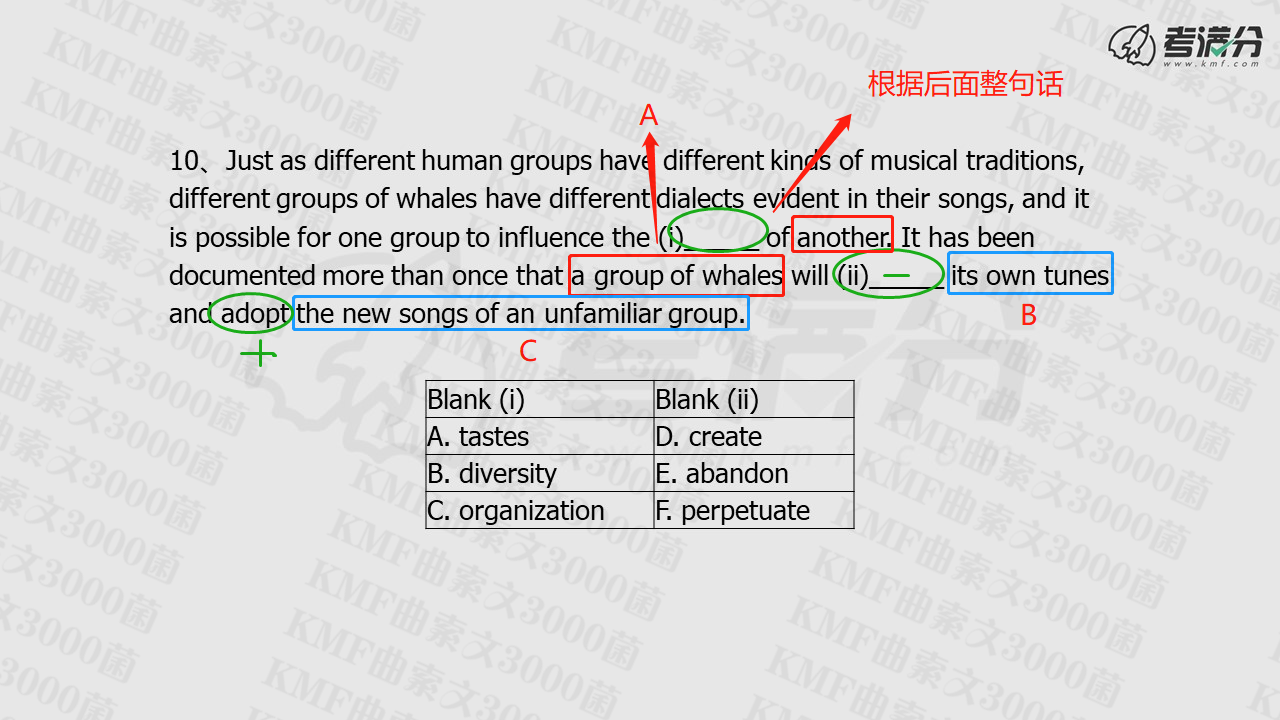 考满分
www.kmf.com
根据后面整句话
A
10、Just as different human groups have different kinds of musical traditions,
different groups of whales have different dialects evident in their songs, and it
is possible for one group to influence the (i)_____ of another. It has been
documented more than once that a group of whales will (ii)_____ its own tunes
and adopt the new songs of an unfamiliar group.
B
C
Blank (i) Blank (ii)
A. tastes D. create
B. diversity E. abandon
C. organization F. perpetuate
KMF曲索文3000菌